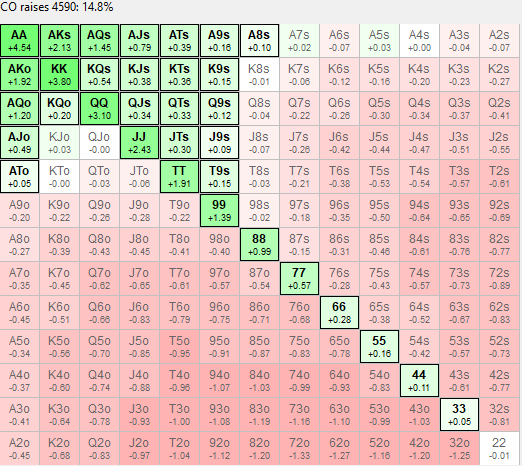 CO raises 4590: 14.8%
AA AKs AQs AJs ATs A9s A8s A7s A6s A5s A4s A3s A2s
+4.54 +2.13 +1.45 +0.79 +0.39 +0.16 +0.10 -0.02 -0.07 +0.03 +0.00 -0.04 -0.07
AKo KK KQs KJs KTs K9s K8s K7s K6s K5s K4s K3s K2s
+1.92 +3.80 +0.54 +0.38 +0.36 +0.15 -0.01 -0.06 -0.12 -0.16 -0.20 -0.23 -0.27
AQo KQo QQ QJs QTs Q9s Q8s Q7s Q6s Q5s Q4s Q3s Q2s
+1.20 +0.20 +3.10 +0.34 +0.33 +0.12 -0.04 -0.22 -0.26 -0.30 -0.34 -0.37 -0.41
AJo KJo QJo JJ JTs J9s J8s J7s J6s J5s J4s J3s J2s
+0.49 +0.03 -0.00 +2.43 +0.30 +0.09 -0.07 -0.26 -0.42 -0.44 -0.47 -0.51 -0.55
ATo KTo QTo JTo TT T9s T8s T7s T6s T5s T4s T3s T2s
+0.05 -0.00 -0.03 -0.06 +1.91 +0.15 -0.03 -0.21 -0.38 -0.53 -0.54 -0.57 -0.61
A9o K9o Q9o J9o T9o 99 98s 97s 96s 95s 94s 93s 92s
-0.20 -0.22 -0.26 -0.28 -0.22 +1.39 -0.02 -0.18 -0.35 -0.50 -0.64 -0.65 -0.69
A8o K8o Q8o J8o T8o 98o 88 87s 86s 85s 84s 83s 82s
-0.27 -0.39 -0.43 -0.45 -0.41 -0.40 +0.99 -0.15 -0.31 -0.46 -0.61 -0.76 -0.77
A7o K7o Q7o J7o T7o 97o 87o 77 76s 75s 74s 73s 72s
-0.35 -0.45 -0.62 -0.65 -0.61 -0.57 -0.54 +0.57 -0.28 -0.43 -0.57 -0.73 -0.89
A6o K6o Q6o J6o T6o 96o 86o 76o 66 65s 64s 63s 62s
-0.45 -0.51 -0.66 -0.83 -0.79 -0.75 -0.71 -0.68 +0.28 -0.38 -0.52 -0.67 -0.83
A5o K5o Q5o J5o T5o 95o 85o 75o 65o 55 54s 53s 52s
-0.34 -0.56 -0.70 -0.85 -0.95 -0.91 -0.87 -0.83 -0.78 +0.16 -0.42 -0.57 -0.73
A4o K4o Q4o J4o T4o 94o 84o 74o 64o 54o 44 43s 42s
-0.37 -0.60 -0.74 -0.88 -0.96 -1.07 -1.03 -0.99 -0.93 -0.83 +0.11 -0.61 -0.77
A3o K3o Q3o J3o T3o 93o 83o 73o 63o 53o 43o 33 32s
-0.41 -0.64 -0.78 -0.93 -1.00 -1.08 -1.19 -1.16 -1.10 -0.99 -1.03 +0.05 -0.81
A2o K2o Q2o J2o T2o 92o 82o 72o 62o 52o 42o 32o 22
-0.45 -0.68 -0.83 -0.97 -1.04 -1.12 -1.20 -1.33 -1.27 -1.16 -1.20 -1.25 -0.01